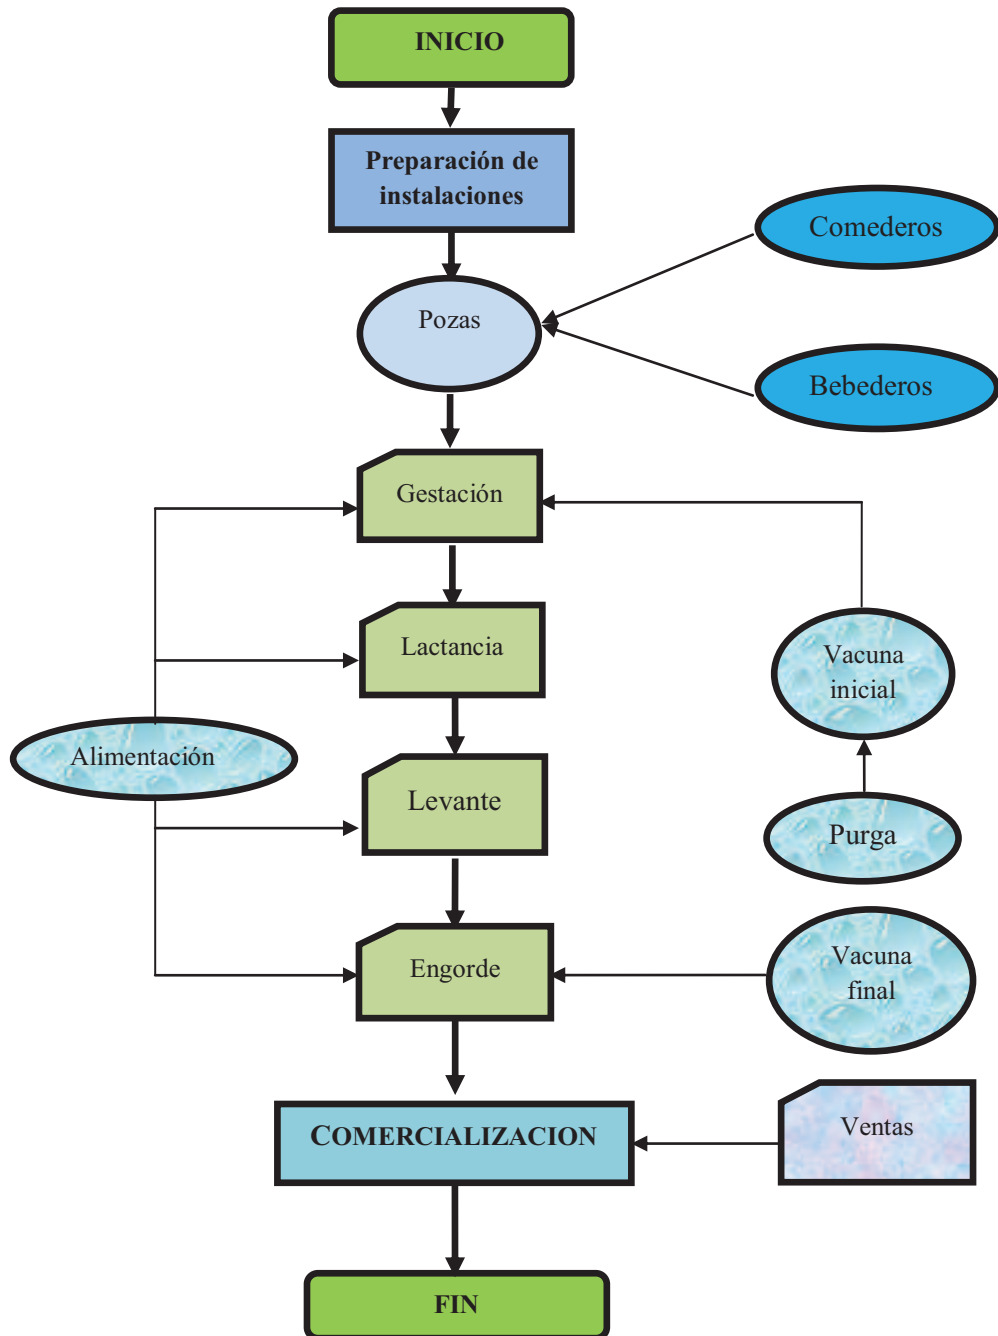 INICIO
Preparación de
instalaciones
Comederos
Pozas
Bebederos
Gestación
Lactancia
Vacuna
inicial
Alimentación
Levante
Purga
Engorde
Vacuna
final
COMERCIALIZACION
Ventas
FIN